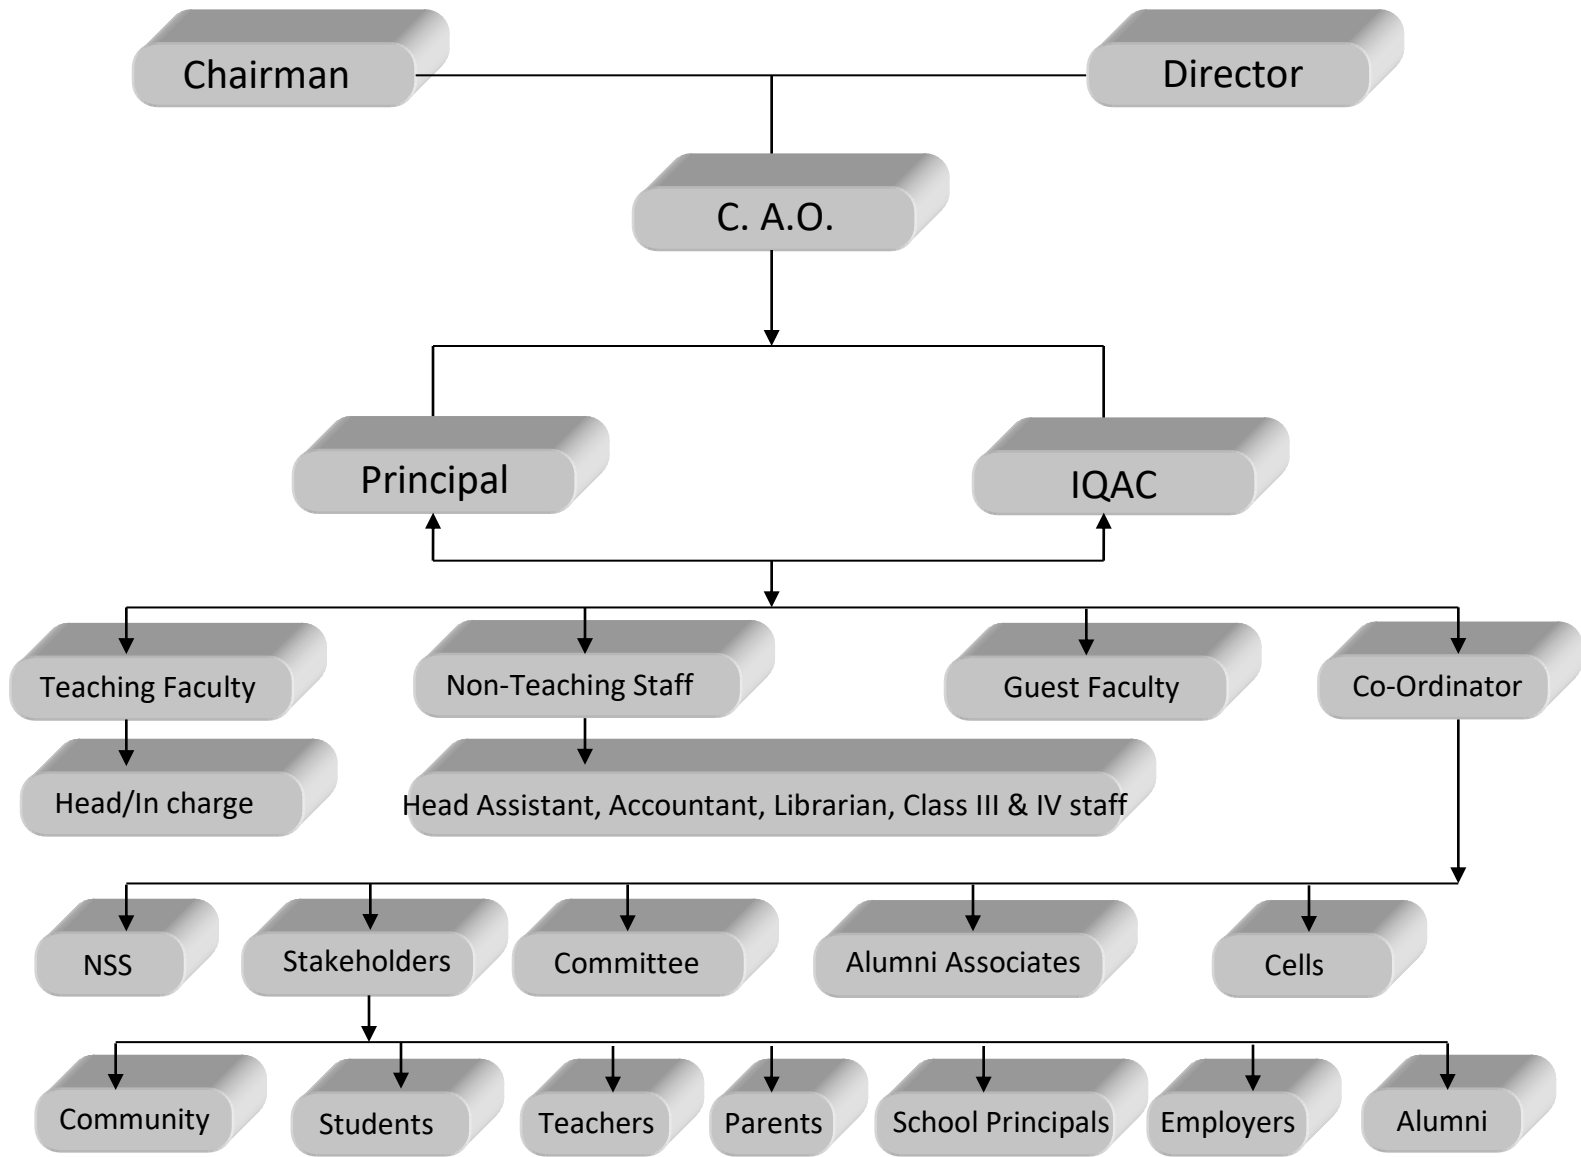 Chairman
Director
C. A.O.
Principal
IQAC
Teaching Faculty
Non-Teaching Staff
Guest Faculty
Co-Ordinator
Head/In charge
Head Assistant, Accountant, Librarian, Class III & IV staff
NSS
Stakeholders
Committee
Alumni Associates
Cells
Community
Students
Teachers
Parents
School Principals
Employers
Alumni